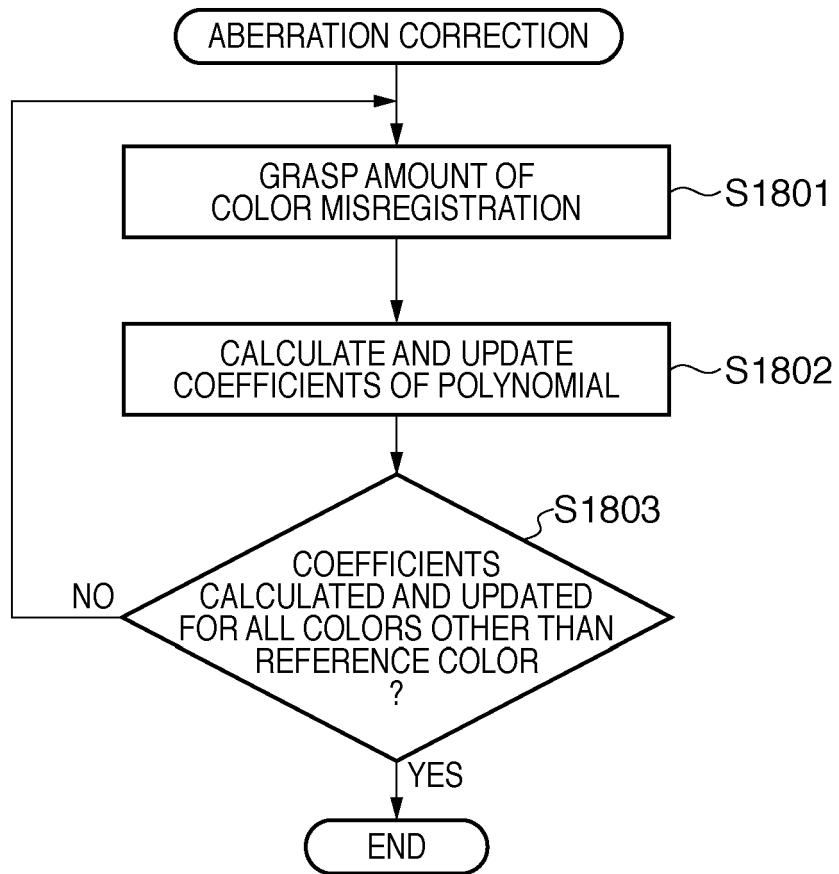 ABERRATION CORRECTION
GRASP AMOUNT OF
COLOR MISREGISTRATION
S1801
CALCULATE AND UPDATE
COEFFICIENTS OF POLYNOMIAL
S1802
S1803
COEFFICIENTS
CALCULATED AND UPDATED
FOR ALL COLORS OTHER THAN
REFERENCE COLOR
?
NO
YES
END